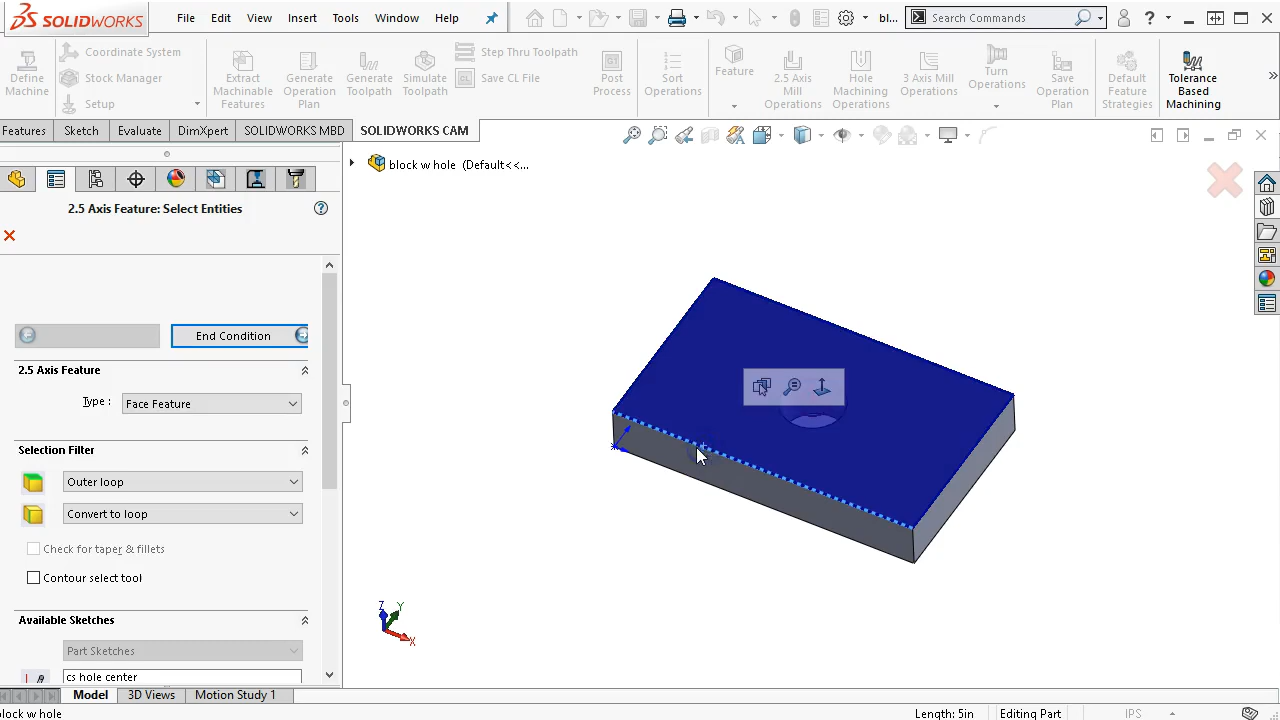 SOLIDWORKS File Edit View Insert Tools Window Help bl... Search Commands
Define Machine
Coordinate System
Stock Manager
Setup
Extract Machinable Features
Generate Operation Plan
Generate Toolpath
Simulate Toolpath
Step Thru Toolpath
Save CL File
Post Process
Sort Operations
Feature
2.5 Axis Mill Operations
Hole Machining Operations
3 Axis Mill Operations
Turn Operations
Save Operation Plan
Default Feature Strategies
Tolerance Based Machining
Features Sketch Evaluate DimXpert SOLIDWORKS MBD SOLIDWORKS CAM
block w hole (Default<<...
2.5 Axis Feature: Select Entities
End Condition
2.5 Axis Feature
Type : Face Feature
Selection Filter
Outer loop
Convert to loop
Check for taper & fillets
Contour select tool
Available Sketches
Part Sketches
cs hole center
Z Y X
Model 3D Views Motion Study 1
block w hole Length: 5in Editing Part IPS